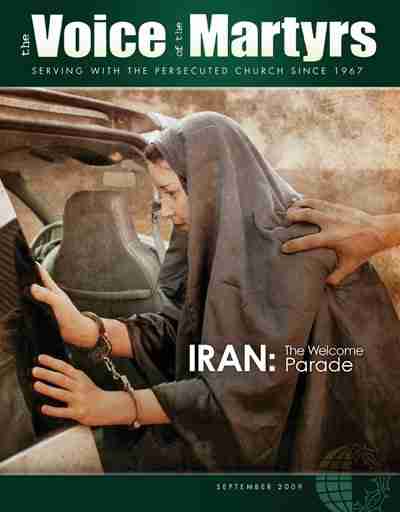 the Voice of the Martyrs
SERVING WITH THE PERSECUTED CHURCH SINCE 1967
IRAN: The Welcome
Parade
SEPTEMBER 2009